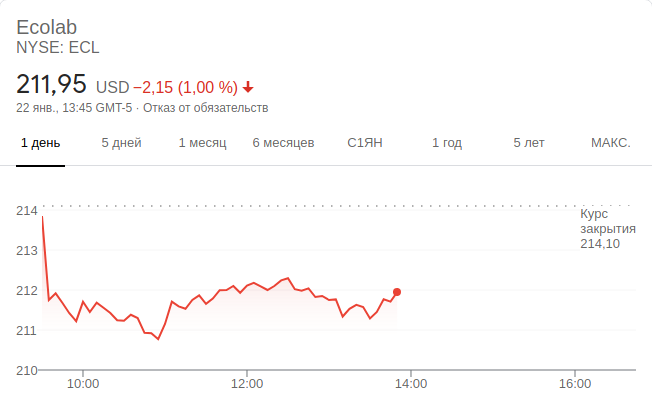 Ecolab
NYSE: ECL
211,95 USD −2,15 (1,00 %)
22 янв., 13:45 GMT-5 · Отказ от обязательств
1 день 5 дней 1 месяц 6 месяцев С1ЯН 1 год 5 лет МАКС.
214
Курс
закрытия
214,10
213
212
211
210
10:00 12:00 14:00 16:00